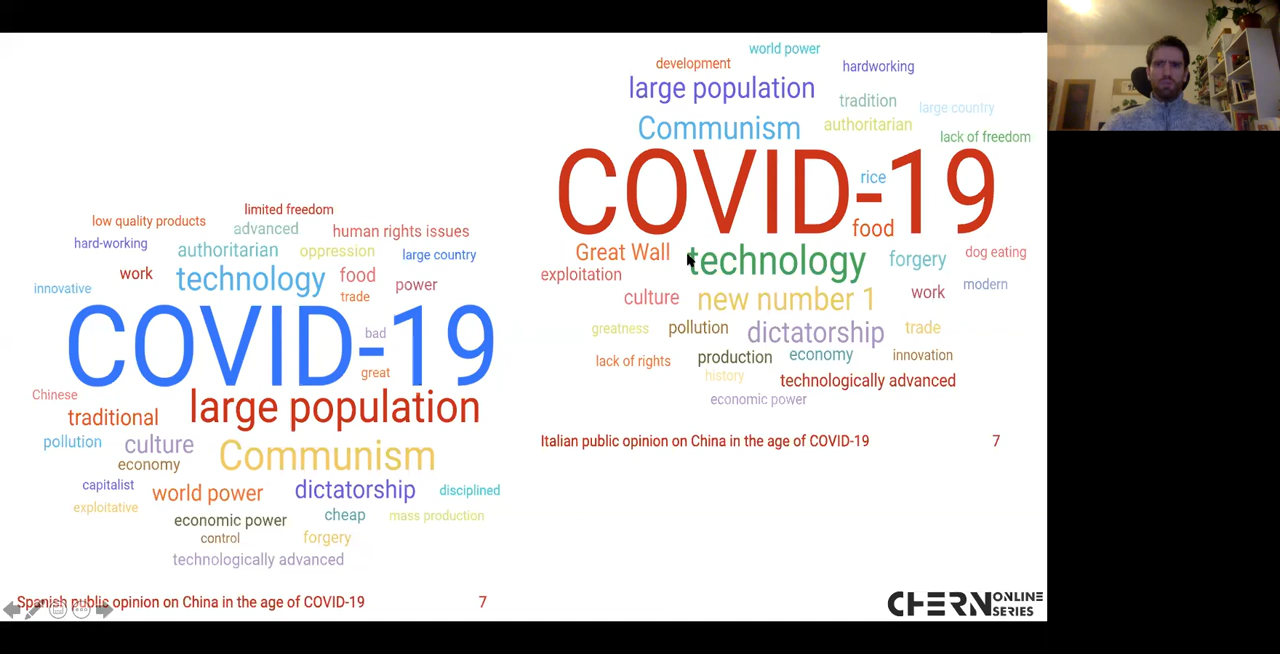 limited freedom
low quality products
advanced
human rights issues
hard-working
authoritarian
oppression
large country
work
technology
food
power
innovative
trade
COVID-19
bad
great
Chinese
large population
traditional
pollution
culture
Communism
economy
capitalist
world power
dictatorship
disciplined
exploitative
economic power
cheap
mass production
control
forgery
technologically advanced
Spanish public opinion on China in the age of COVID-19 7
world power
development
hardworking
large population
tradition
large country
Communism
authoritarian
lack of freedom
COVID-19
rice
food
Great Wall
technology
forgery
dog eating
exploitation
culture
new number 1
work
modern
greatness
pollution
dictatorship
trade
lack of rights
production
economy
innovation
history
technologically advanced
economic power
Italian public opinion on China in the age of COVID-19 7
CHERN ONLINE
SERIES